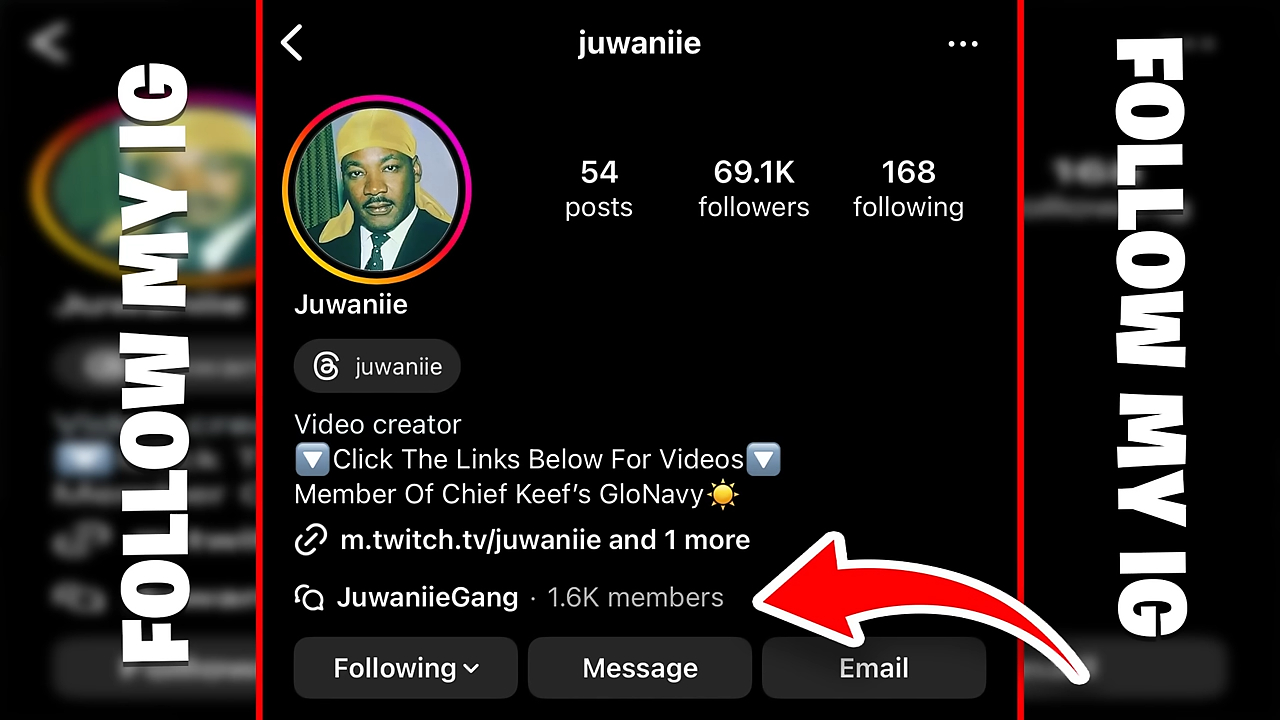 FOLLOW MY IG
juwaniie
54 posts
69.1K followers
168 following
Juwaniie
juwaniie
Video creator
🔽Click The Links Below For Videos🔽
Member Of Chief Keef’s GloNavy☀️
m.twitch.tv/juwaniie and 1 more
JuwaniieGang · 1.6K members
Following
Message
Email
FOLLOW MY IG